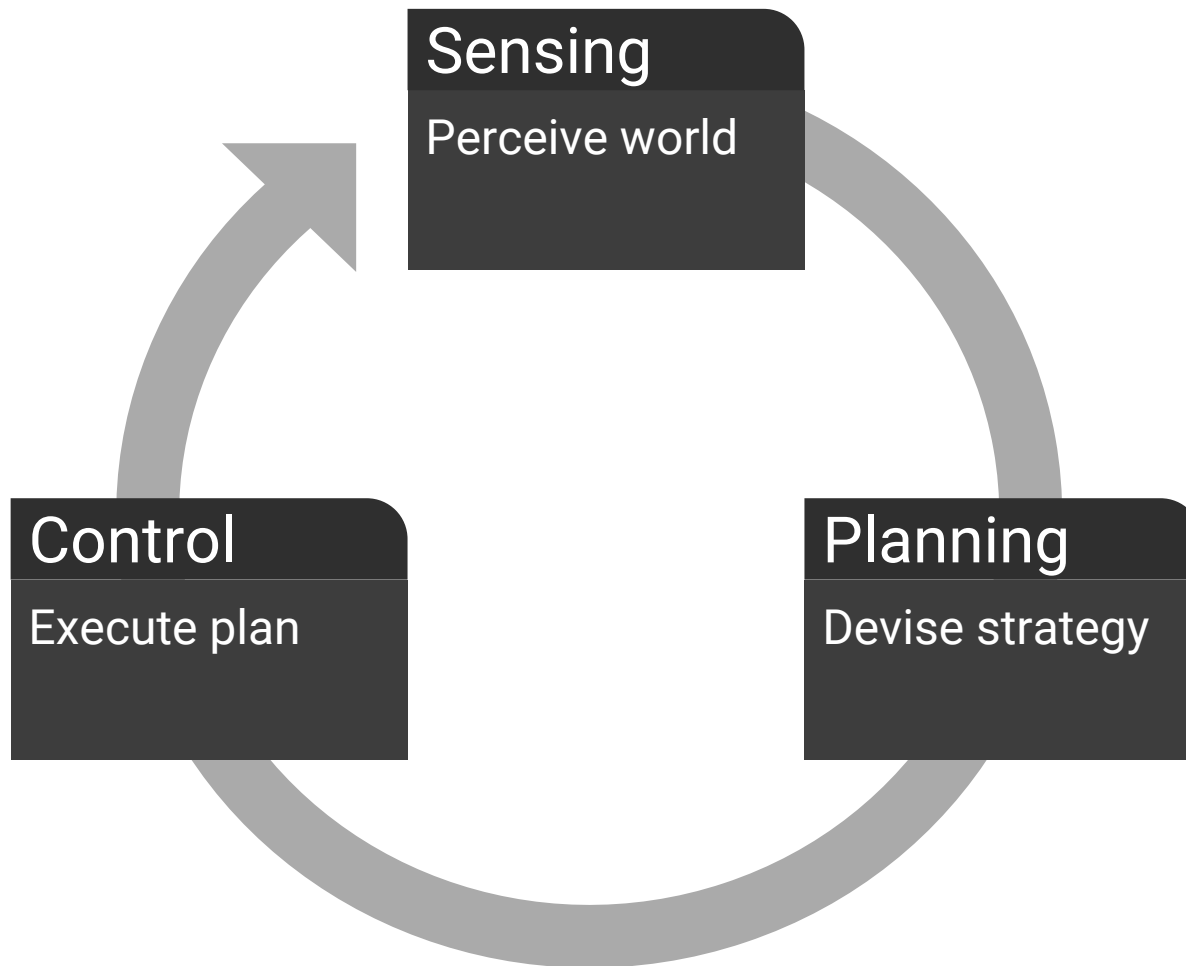 Sensing
Perceive world
Control
Execute plan
Planning
Devise strategy